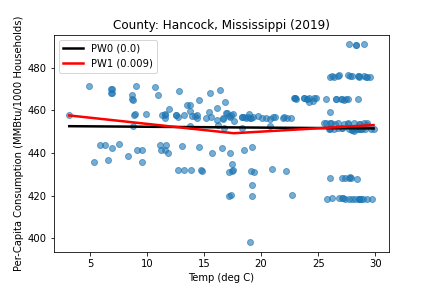 County: Hancock, Mississippi (2019)
PW0 (0.0)
PW1 (0.009)
Per-Capita Consumption (MMBtu/1000 Households)
480
460
440
420
400
5 10 15 20 25 30
Temp (deg C)